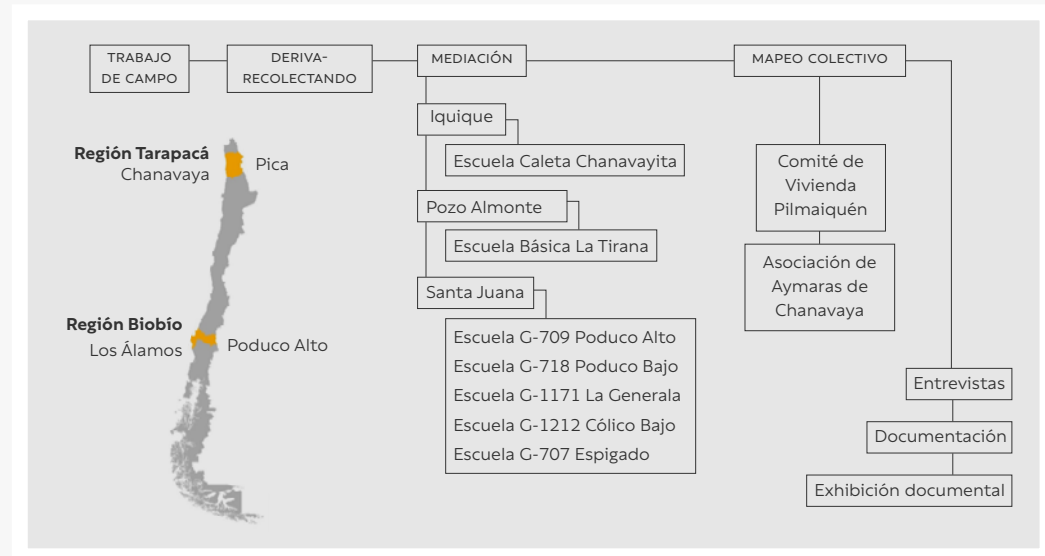 TRABAJO
DE CAMPO
DERIVA-
RECOLECTANDO
MEDIACIÓN
MAPEO COLECTIVO
Región Tarapacá
Chanavaya
Pica
Región Biobío
Los Álamos
Poduco Alto
Iquique
Escuela Caleta Chanavayita
Pozo Almonte
Escuela Básica La Tirana
Santa Juana
Escuela G-709 Poduco Alto
Escuela G-718 Poduco Bajo
Escuela G-1171 La Generala
Escuela G-1212 Cólico Bajo
Escuela G-707 Espigado
Comité de
Vivienda
Pilmaiquén
Asociación de
Aymaras de
Chanavaya
Entrevistas
Documentación
Exhibición documental